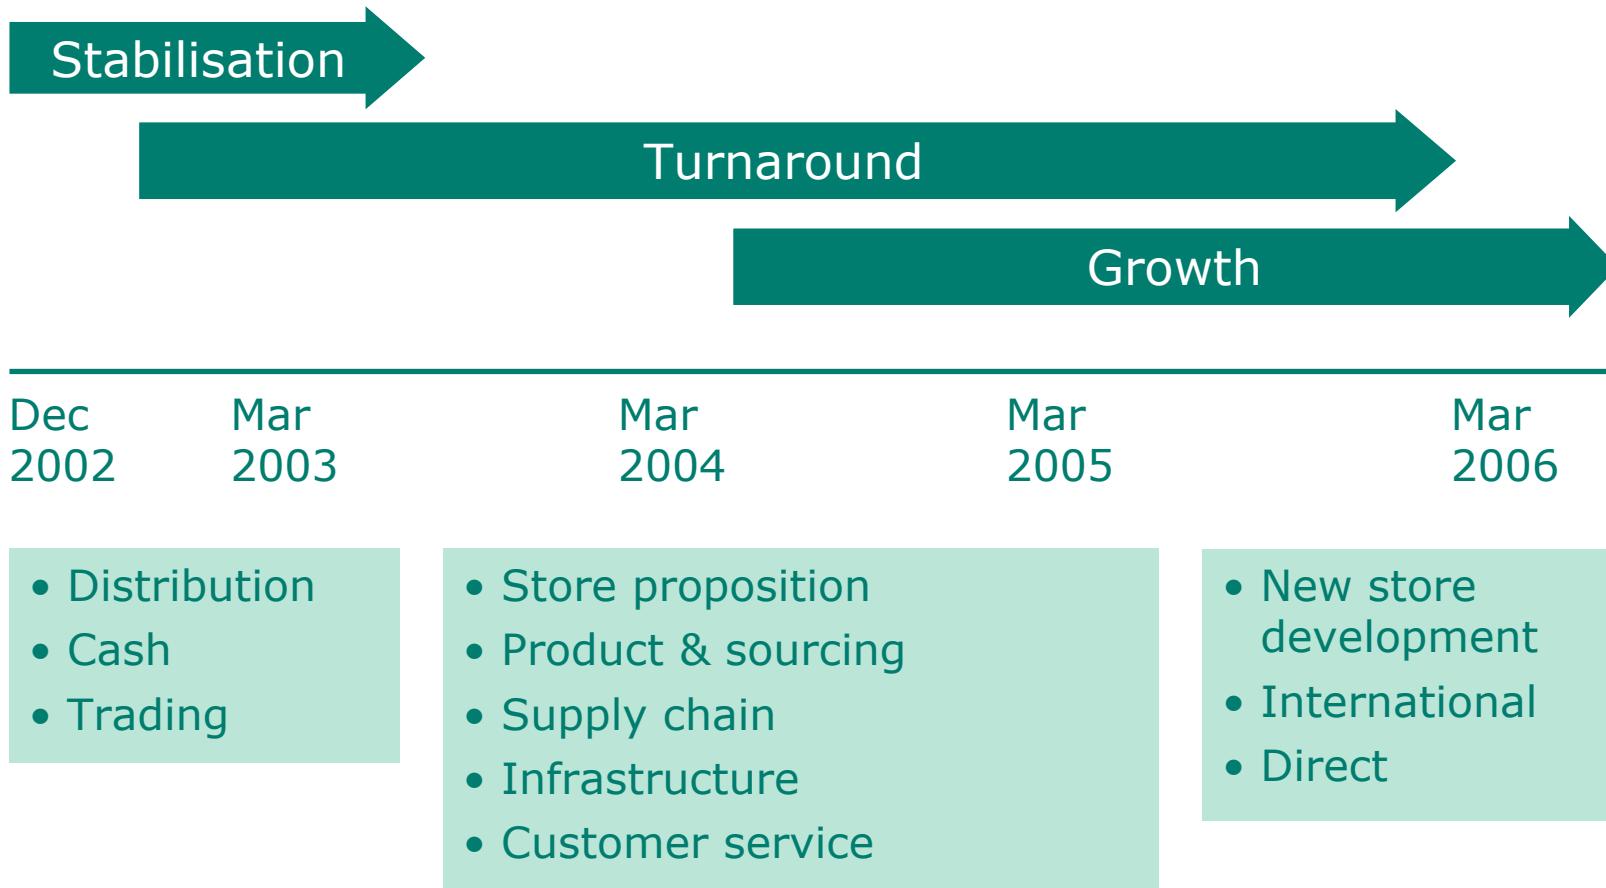 Stabilisation
Turnaround
Growth
Dec
2002
Mar
2003
Mar
2004
Mar
2005
Mar
2006
• Distribution
• Cash
• Trading
• Store proposition
• Product & sourcing
• Supply chain
• Infrastructure
• Customer service
• New store
development
• International
• Direct